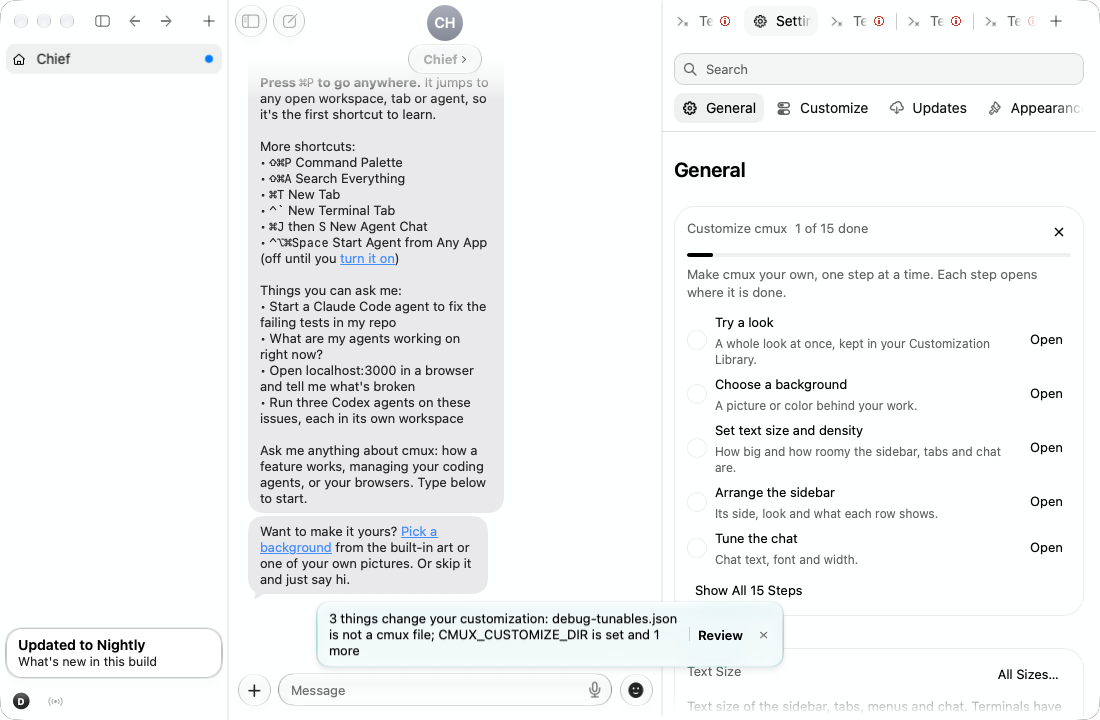 Chief
Updated to Nightly
What's new in this build
D
CH
Chief ›
Press ⌘P to go anywhere. It jumps to
any open workspace, tab or agent, so
it's the first shortcut to learn.
More shortcuts:
• ⇧⌘P Command Palette
• ⇧⌘A Search Everything
• ⌘T New Tab
• ^` New Terminal Tab
• ⌘J then S New Agent Chat
• ^⌥⌘Space Start Agent from Any App
(off until you turn it on)
Things you can ask me:
• Start a Claude Code agent to fix the
failing tests in my repo
• What are my agents working on
right now?
• Open localhost:3000 in a browser
and tell me what's broken
• Run three Codex agents on these
issues, each in its own workspace
Ask me anything about cmux: how a
feature works, managing your coding
agents, or your browsers. Type below
to start.
Want to make it yours? Pick a
background from the built-in art or
one of your own pictures. Or skip it
and just say hi.
3 things change your customization: debug-tunables.json
is not a cmux file; CMUX_CUSTOMIZE_DIR is set and 1
more
Review
Message
Te Settin Te Te Te
Search
General Customize Updates Appearanc
General
Customize cmux 1 of 15 done
Make cmux your own, one step at a time. Each step opens
where it is done.
Try a look
A whole look at once, kept in your Customization
Library.
Open
Choose a background
A picture or color behind your work.
Open
Set text size and density
How big and how roomy the sidebar, tabs and chat
are.
Open
Arrange the sidebar
Its side, look and what each row shows.
Open
Tune the chat
Chat text, font and width.
Open
Show All 15 Steps
Text Size
All Sizes…
Text size of the sidebar, tabs, menus and chat. Terminals have